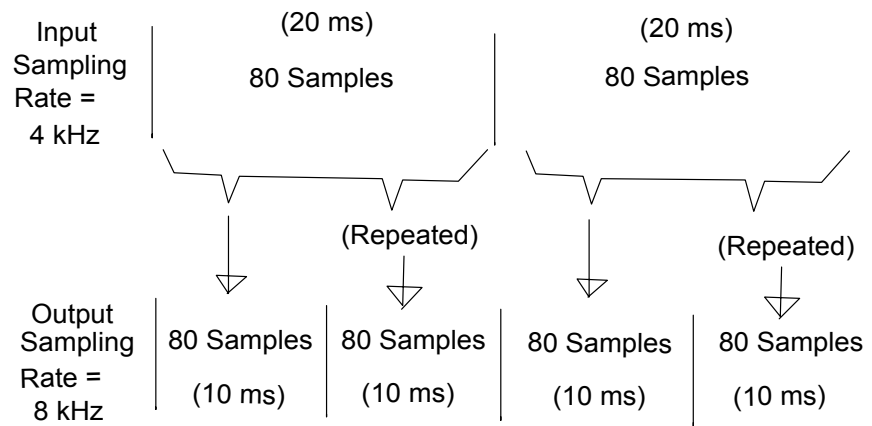 Input
Sampling
Rate =
4 kHz
(20 ms)
80 Samples
(20 ms)
80 Samples
(Repeated)
(Repeated)
Output
Sampling
Rate =
8 kHz
80 Samples
(10 ms)
80 Samples
(10 ms)
80 Samples
(10 ms)
80 Samples
(10 ms)